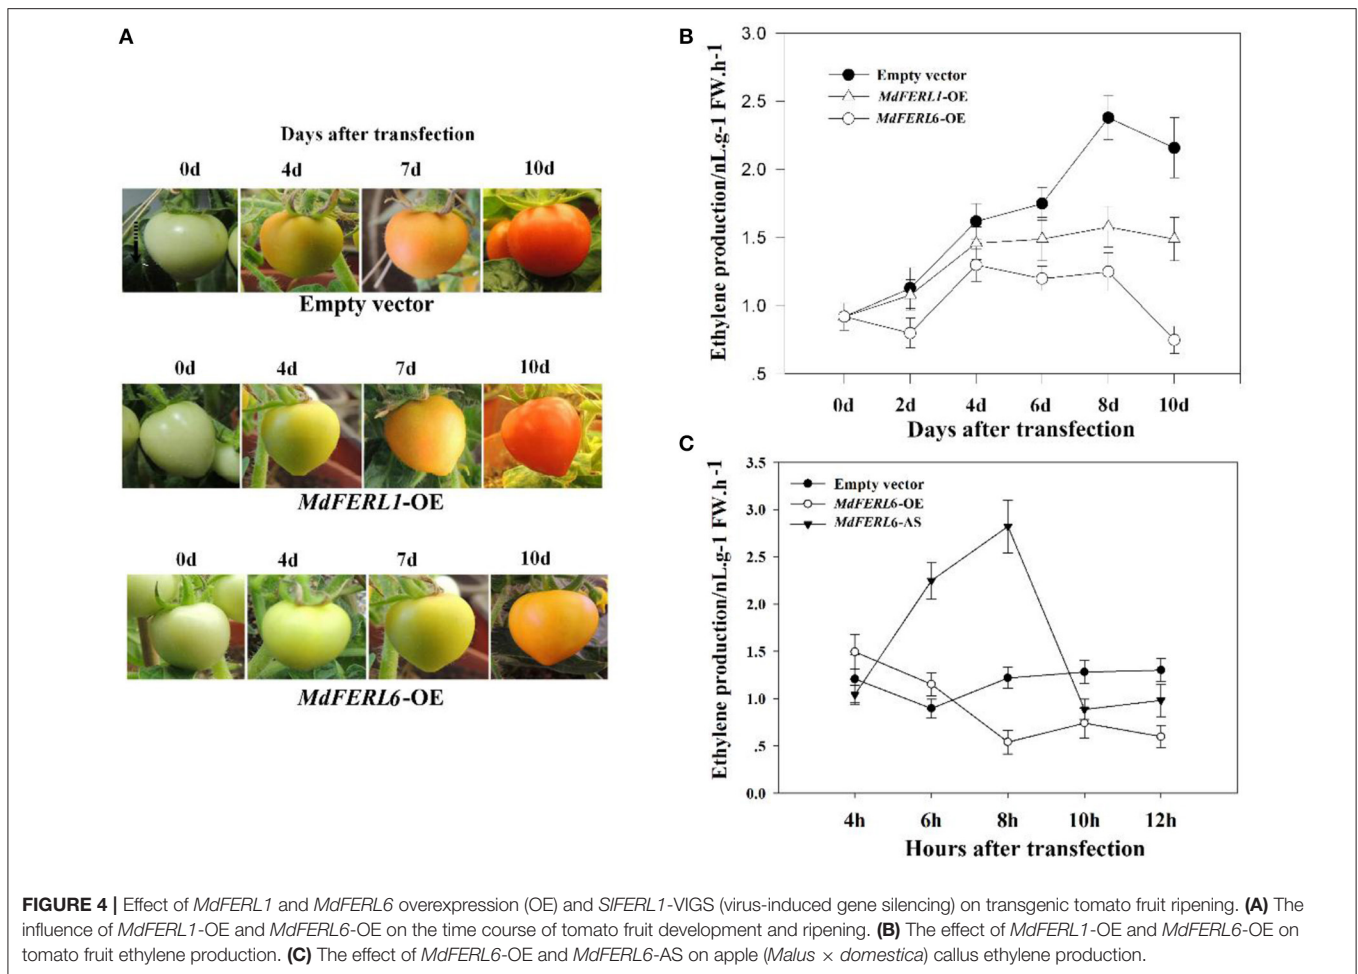 A
Days after transfection
0d 4d 7d 10d
Empty vector
0d 4d 7d 10d
MdFERL1-OE
0d 4d 7d 10d
MdFERL6-OE
B
Ethylene production/nL.g-1 FW.h-1
3.0
2.5
2.0
1.5
1.0
.5
Empty vector
MdFERL1-OE
MdFERL6-OE
0d 2d 4d 6d 8d 10d
Days after transfection
C
Ethylene production/nL.g-1 FW.h-1
3.5
3.0
2.5
2.0
1.5
1.0
.5
0.0
Empty vector
MdFERL6-OE
MdFERL6-AS
4h 6h 8h 10h 12h
Hours after transfection
FIGURE 4 | Effect of MdFERL1 and MdFERL6 overexpression (OE) and SlFERL1-VIGS (virus-induced gene silencing) on transgenic tomato fruit ripening. (A) The
influence of MdFERL1-OE and MdFERL6-OE on the time course of tomato fruit development and ripening. (B) The effect of MdFERL1-OE and MdFERL6-OE on
tomato fruit ethylene production. (C) The effect of MdFERL6-OE and MdFERL6-AS on apple (Malus × domestica) callus ethylene production.